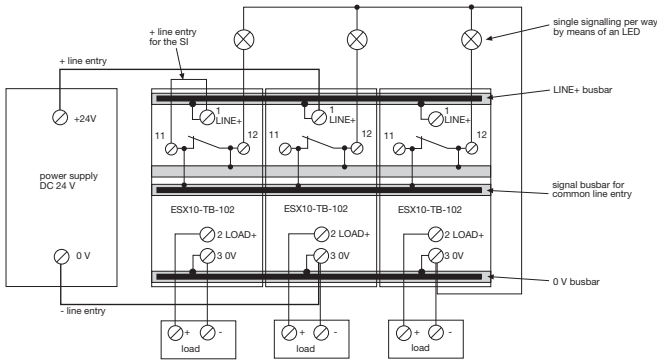 + line entry
for the SI
single signalling per way
by means of an LED
+ line entry
LINE+ busbar
+24V
1
LINE+
1
LINE+
1
LINE+
11
12
11
12
11
12
power supply
DC 24 V
signal busbar for
common line entry
ESX10-TB-102
ESX10-TB-102
ESX10-TB-102
2 LOAD+
2 LOAD+
2 LOAD+
0 V
3 0V
3 0V
3 0V
0 V busbar
- line entry
+ -
load
+ -
load
+ -
load